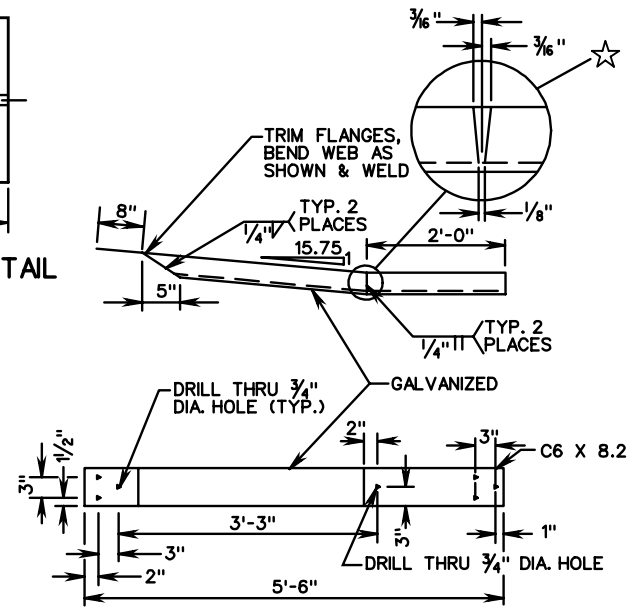 3/16"
3/16"
☆
TRIM FLANGES,
BEND WEB AS
SHOWN & WELD
1/8"
8"
TYP. 2
PLACES
1/4"
15.75
1
2'-0"
TAIL
5"
TYP. 2
PLACES
1/4"
GALVANIZED
DRILL THRU 3/4"
DIA. HOLE (TYP.)
1 1/2"
2"
3"
C6 X 8.2
3"
3'-3"
3"
1"
3"
DRILL THRU 3/4" DIA. HOLE
2"
5'-6"